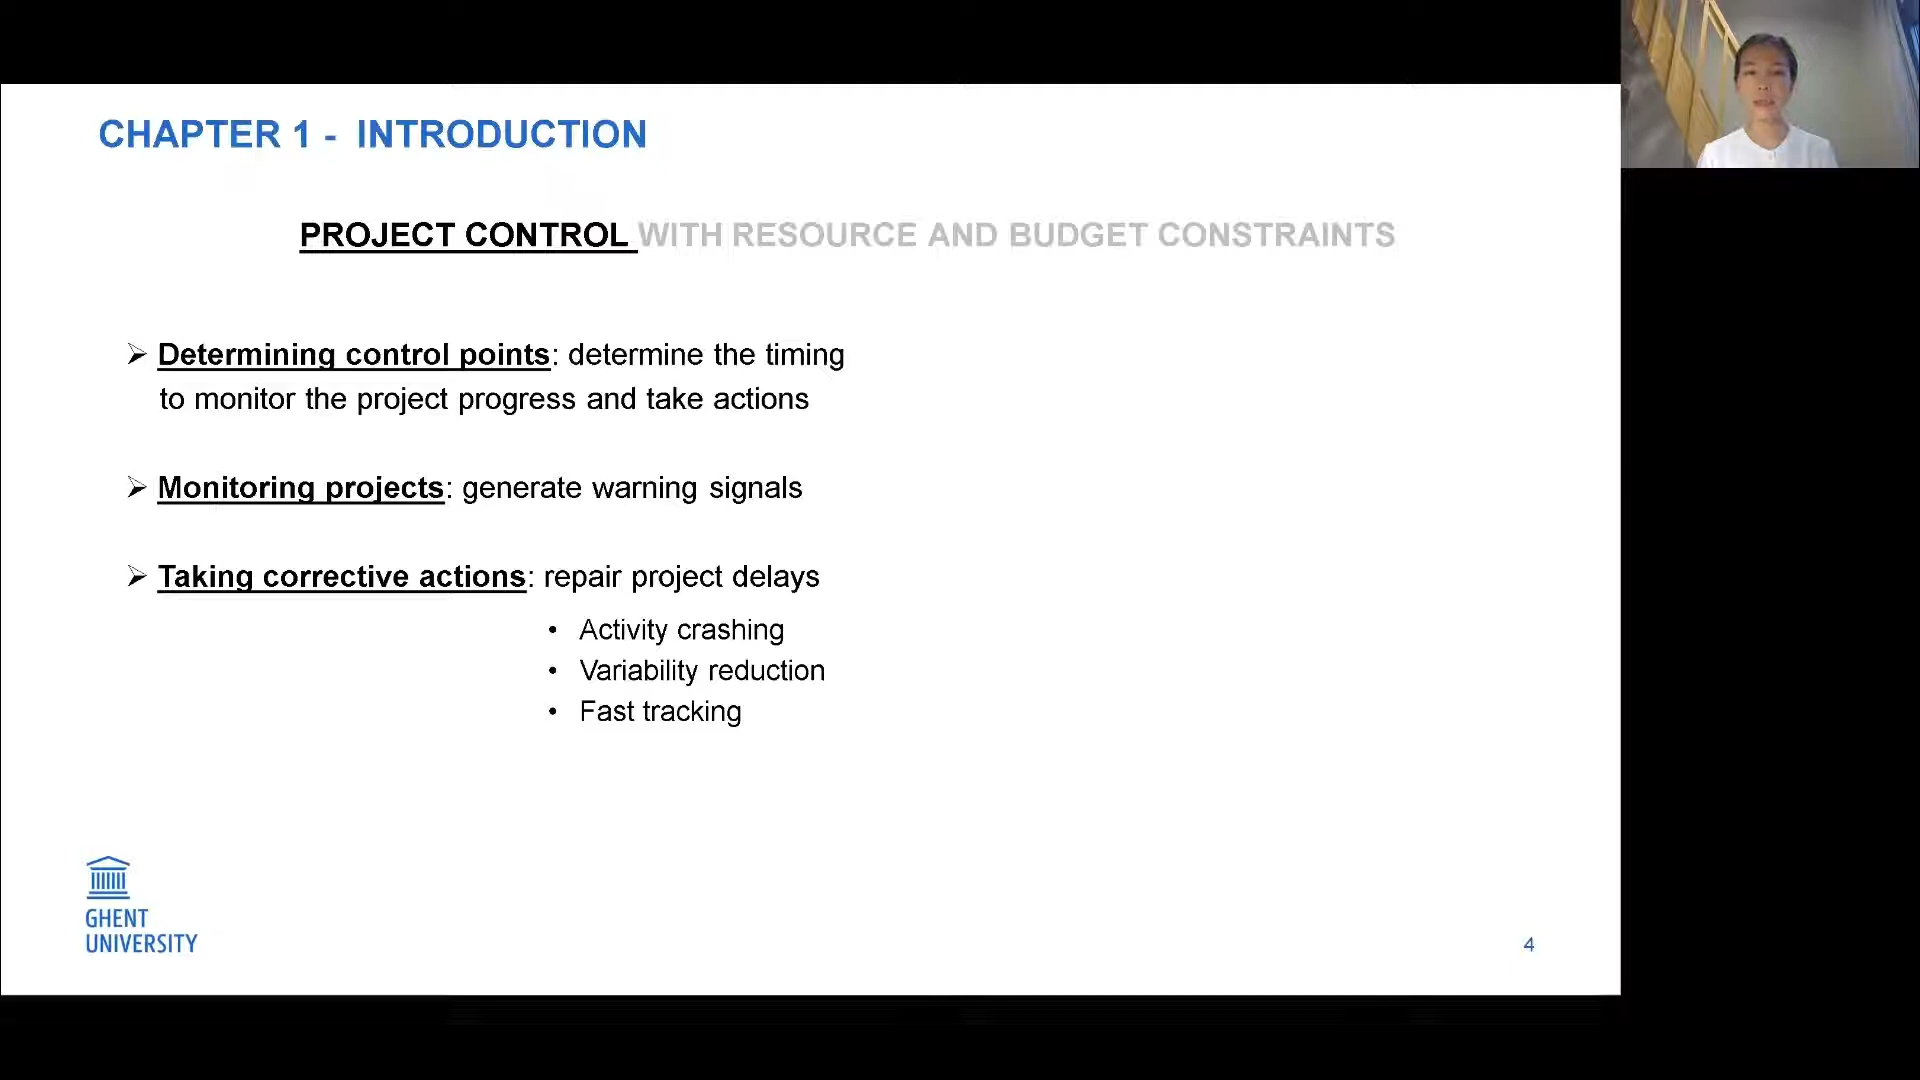 CHAPTER 1 - INTRODUCTION
PROJECT CONTROL WITH RESOURCE AND BUDGET CONSTRAINTS
➢ Determining control points: determine the timing
to monitor the project progress and take actions
➢ Monitoring projects: generate warning signals
➢ Taking corrective actions: repair project delays
• Activity crashing
• Variability reduction
• Fast tracking
GHENT
UNIVERSITY
4